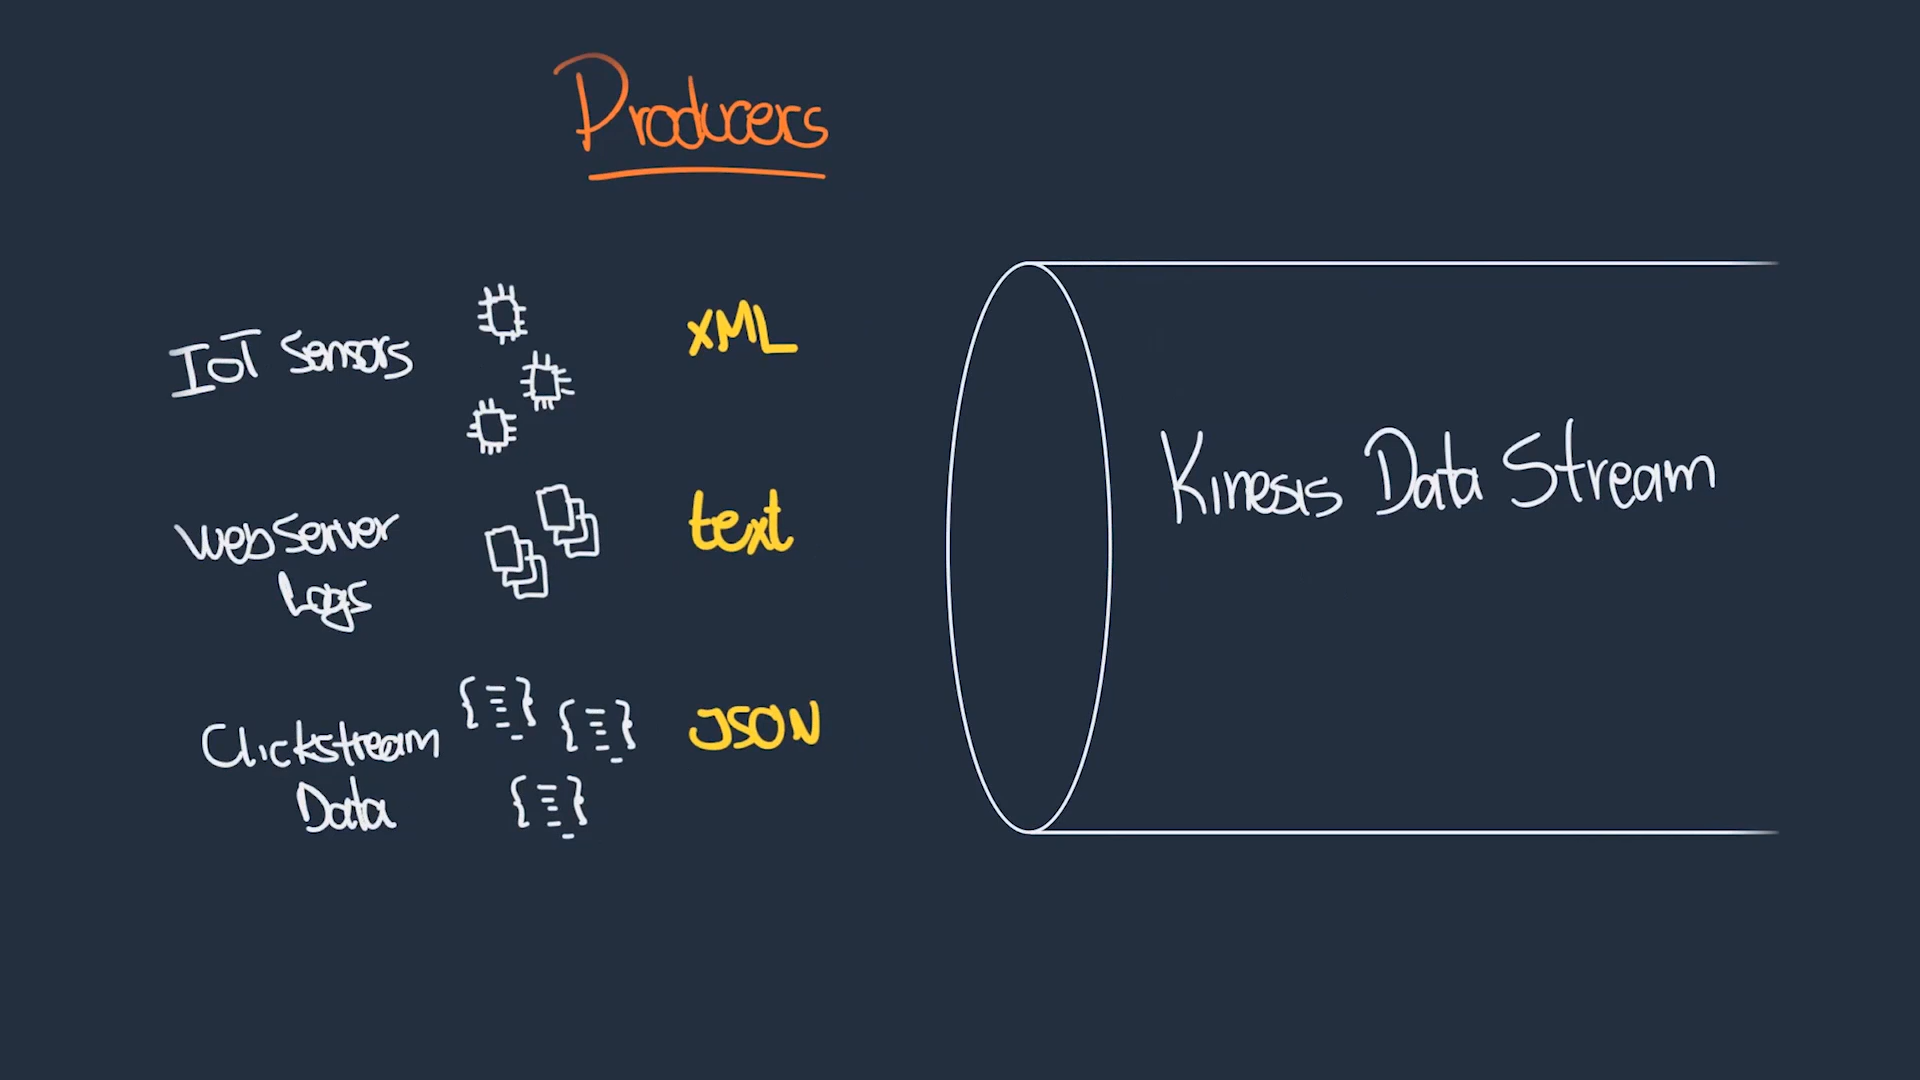 Producers
IoT Sensors
XML
Kinesis Data Stream
Web Server
Logs
text
Clickstream
Data
JSON